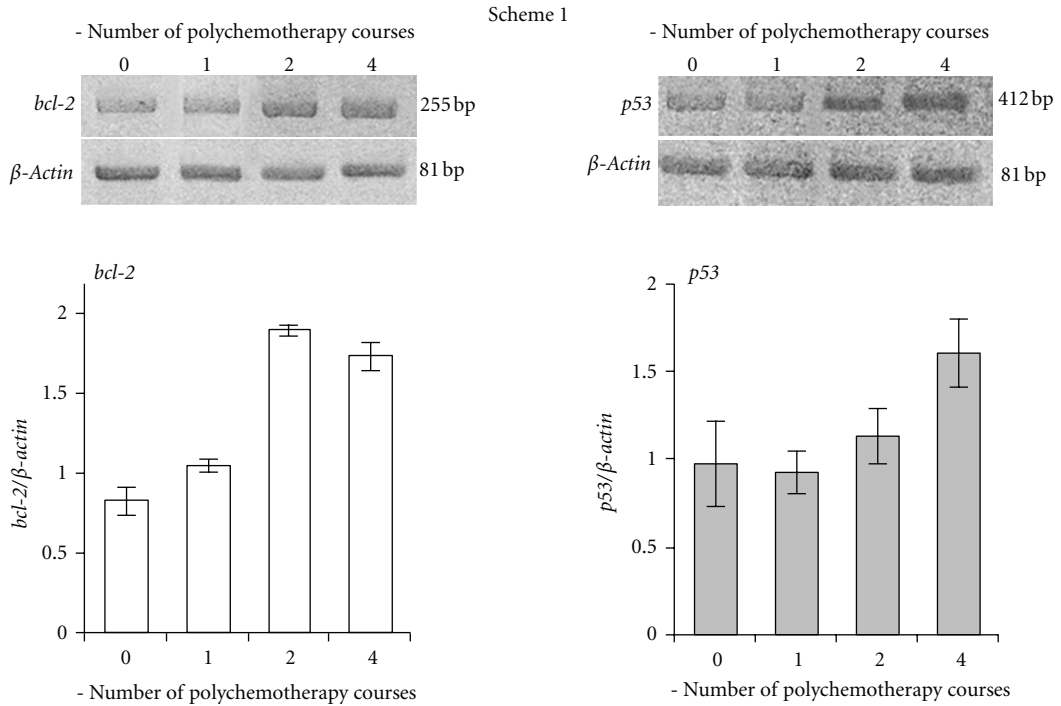 Scheme 1
- Number of polychemotherapy courses
0 1 2 4
bcl-2 255 bp
β-Actin 81 bp
- Number of polychemotherapy courses
0 1 2 4
p53 412 bp
β-Actin 81 bp
bcl-2
2
1.5
1
0.5
0
bcl-2/β-actin
0 1 2 4
- Number of polychemotherapy courses
p53
2
1.5
1
0.5
0
p53/β-actin
0 1 2 4
- Number of polychemotherapy courses